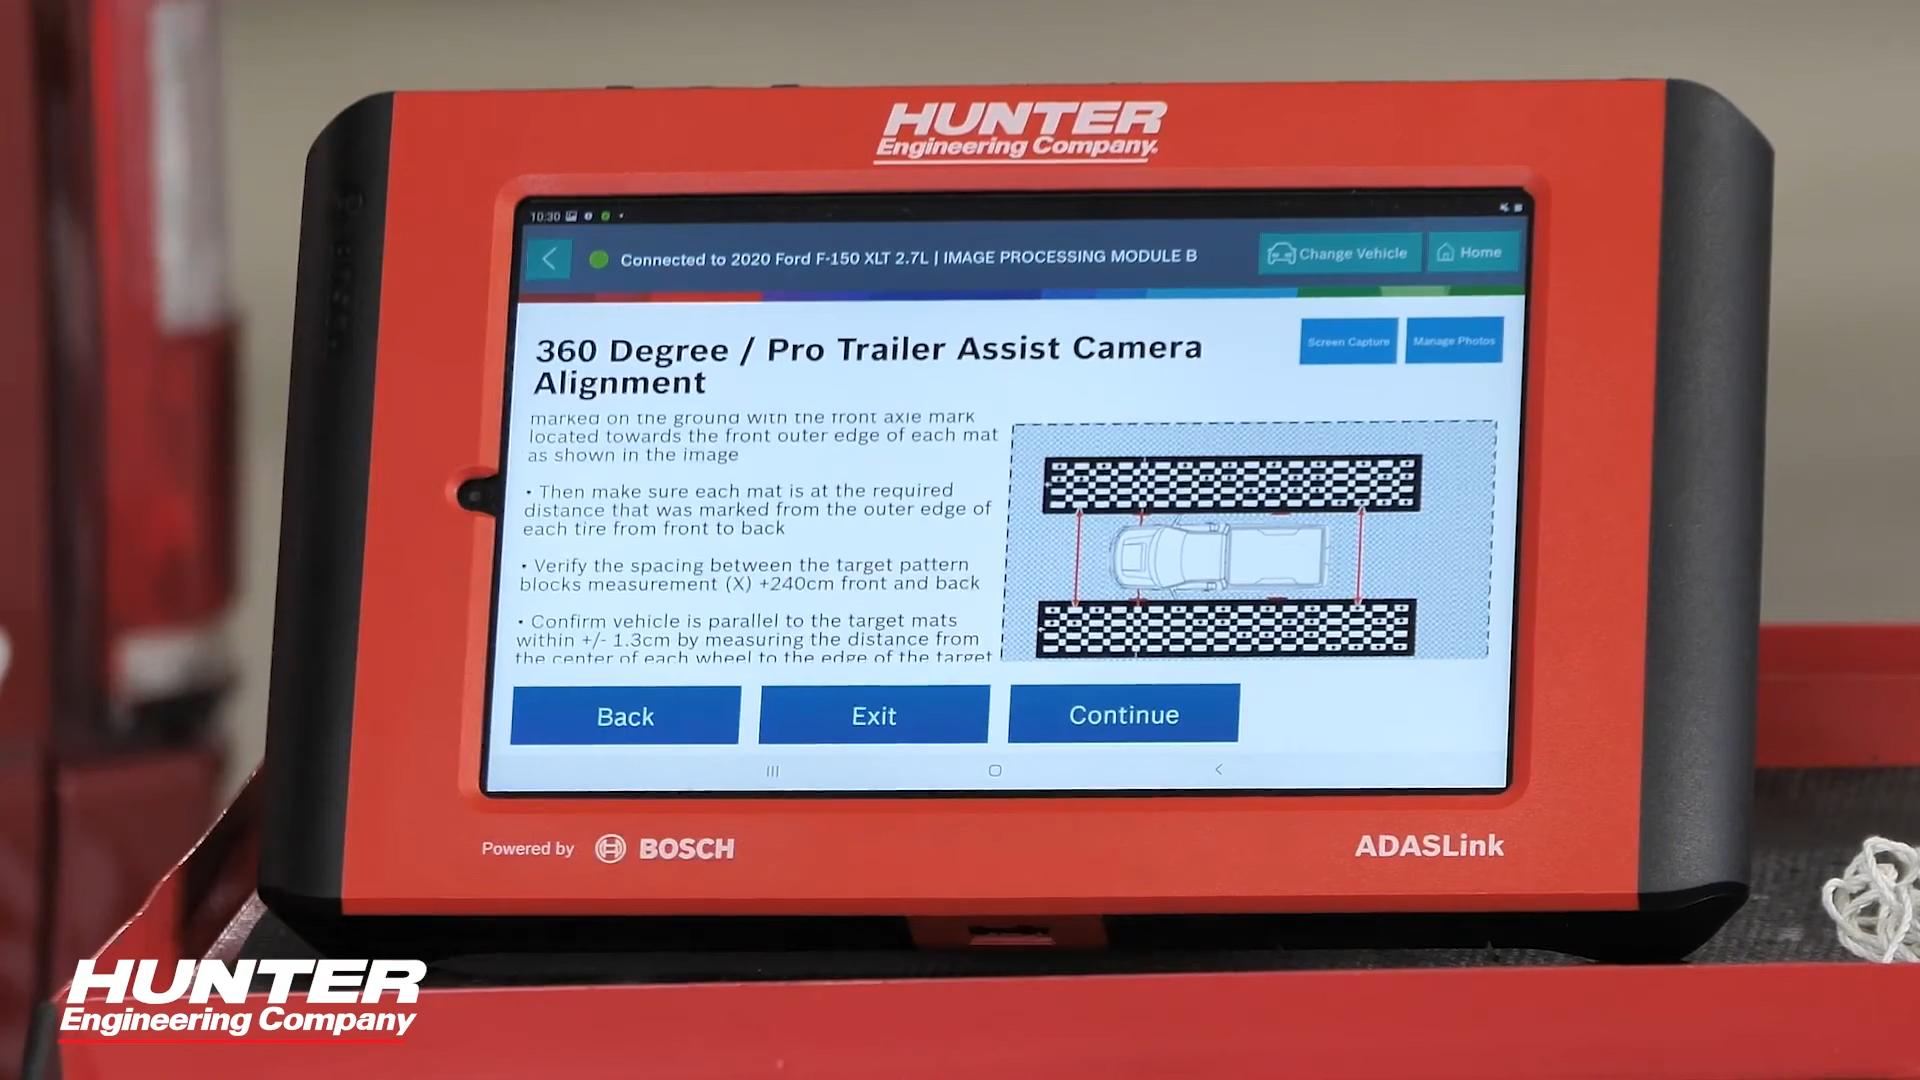 HUNTER
Engineering Company
10:30
Connected to 2020 Ford F-150 XLT 2.7L | IMAGE PROCESSING MODULE B
Change Vehicle
Home
360 Degree / Pro Trailer Assist Camera
Alignment
Screen Capture
Manage Photos
marked on the ground with the front axle mark
located towards the front outer edge of each mat
as shown in the image
• Then make sure each mat is at the required
distance that was marked from the outer edge of
each tire from front to back
• Verify the spacing between the target pattern
blocks measurement (X) +240cm front and back
• Confirm vehicle is parallel to the target mats
within +/- 1.3cm by measuring the distance from
the center of each wheel to the edge of the target
Back
Exit
Continue
Powered by BOSCH
ADASLink
HUNTER
Engineering Company